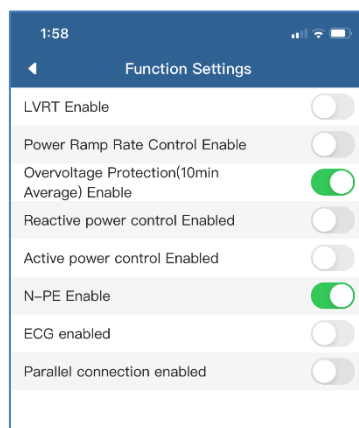 1:58
Function Settings
LVRT Enable
Power Ramp Rate Control Enable
Overvoltage Protection(10min
Average) Enable
Reactive power control Enabled
Active power control Enabled
N-PE Enable
ECG enabled
Parallel connection enabled